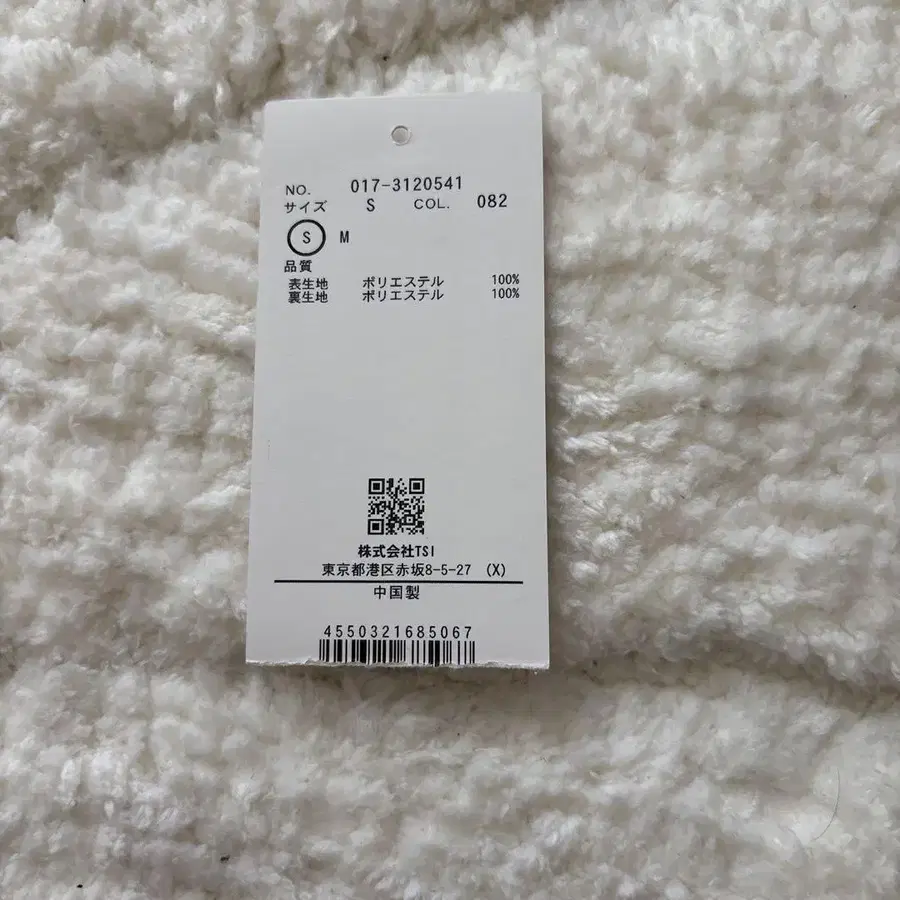 NO. 017-3120541
サイズ S COL. 082
S M
品質
表生地 ポリエステル 100%
裏生地 ポリエステル 100%
株式会社TSI
東京都港区赤坂8-5-27 (X)
中国製
4550321685067